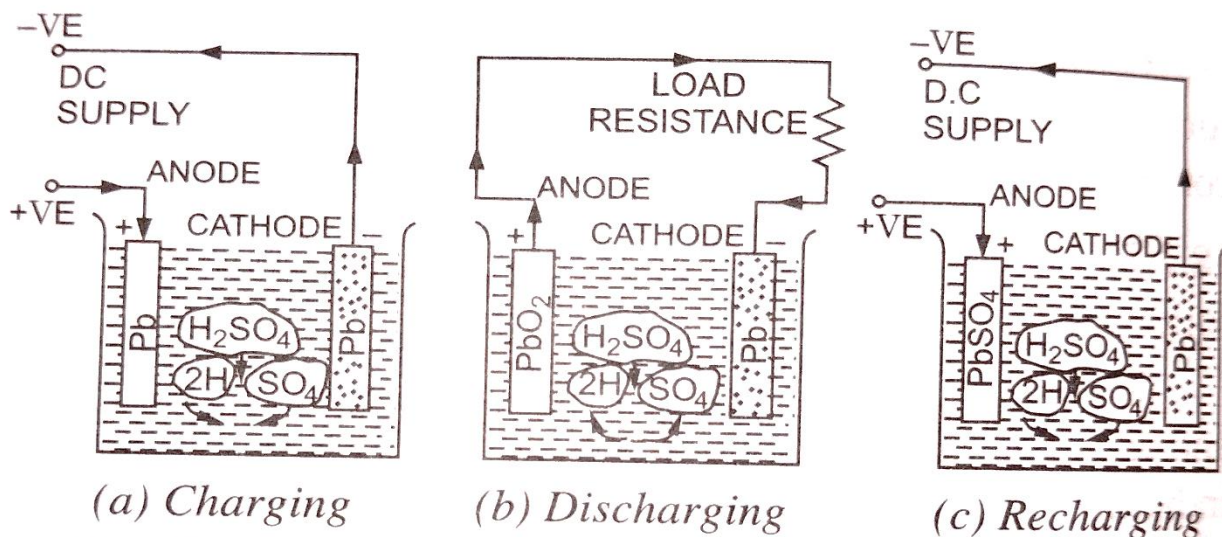 –VE
DC
SUPPLY
ANODE
+VE
CATHODE
+
–
Pb
Pb
H₂SO₄
2H
SO₄
(a) Charging
LOAD
RESISTANCE
ANODE
CATHODE
+
–
PbO₂
Pb
H₂SO₄
2H
SO₄
(b) Discharging
–VE
D.C
SUPPLY
ANODE
+VE
CATHODE
+
–
PbSO₄
Pb
H₂SO₄
2H
SO₄
(c) Recharging